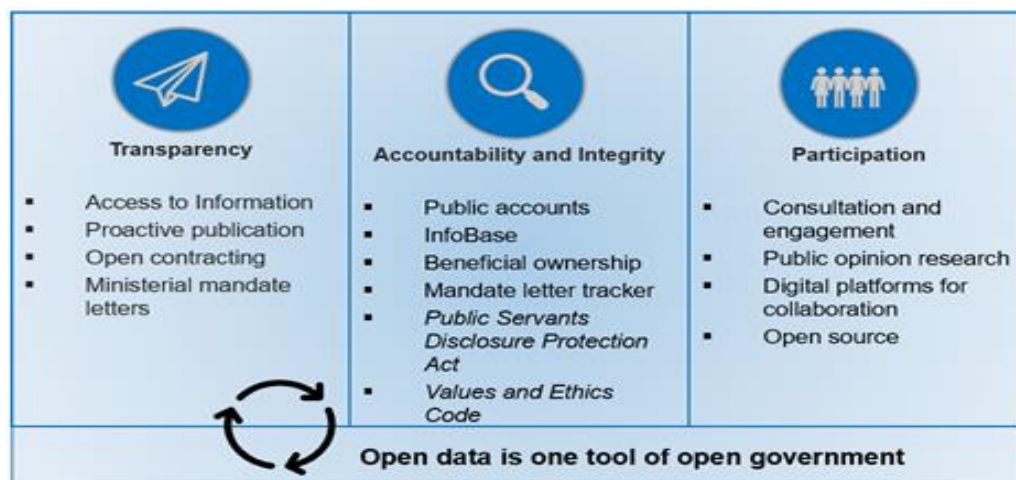 Transparency
▪ Access to Information
▪ Proactive publication
▪ Open contracting
▪ Ministerial mandate
letters
Accountability and Integrity
▪ Public accounts
▪ InfoBase
▪ Beneficial ownership
▪ Mandate letter tracker
▪ Public Servants
Disclosure Protection
Act
▪ Values and Ethics
Code
Participation
▪ Consultation and
engagement
▪ Public opinion research
▪ Digital platforms for
collaboration
▪ Open source
Open data is one tool of open government